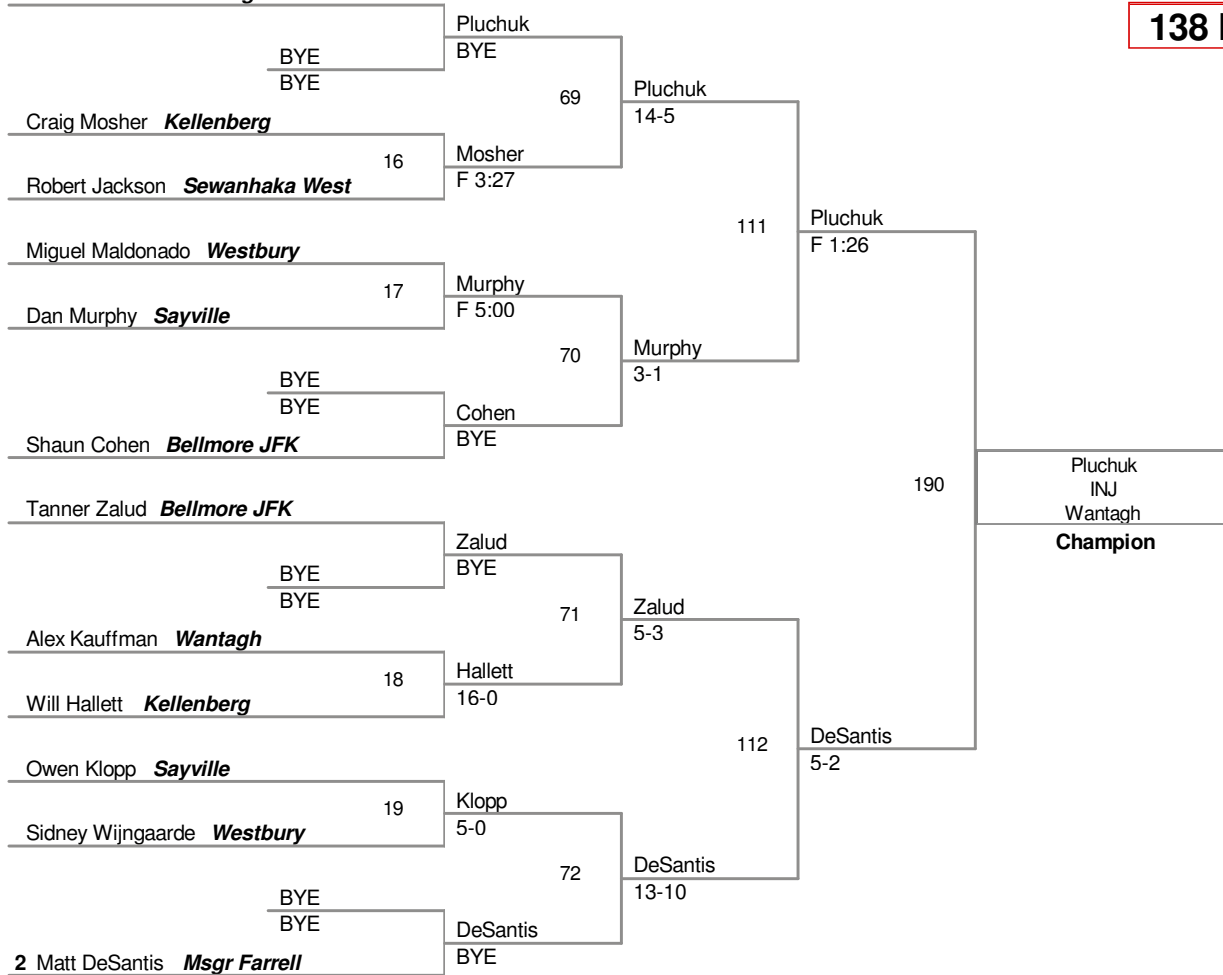 138
Pluchuk
BYE
BYE
BYE
69
Pluchuk
14-5
Craig Mosher Kellenberg
16
Mosher
F 3:27
Robert Jackson Sewanhaka West
111
Pluchuk
F 1:26
Miguel Maldonado Westbury
17
Murphy
F 5:00
Dan Murphy Sayville
70
Murphy
3-1
BYE
BYE
Cohen
BYE
Shaun Cohen Bellmore JFK
190
Pluchuk
INJ
Wantagh
Champion
Tanner Zalud Bellmore JFK
Zalud
BYE
BYE
BYE
71
Zalud
5-3
Alex Kauffman Wantagh
18
Hallett
16-0
Will Hallett Kellenberg
112
DeSantis
5-2
Owen Klopp Sayville
19
Klopp
5-0
Sidney Wijngaarde Westbury
72
DeSantis
13-10
BYE
BYE
DeSantis
BYE
2 Matt DeSantis Msgr Farrell